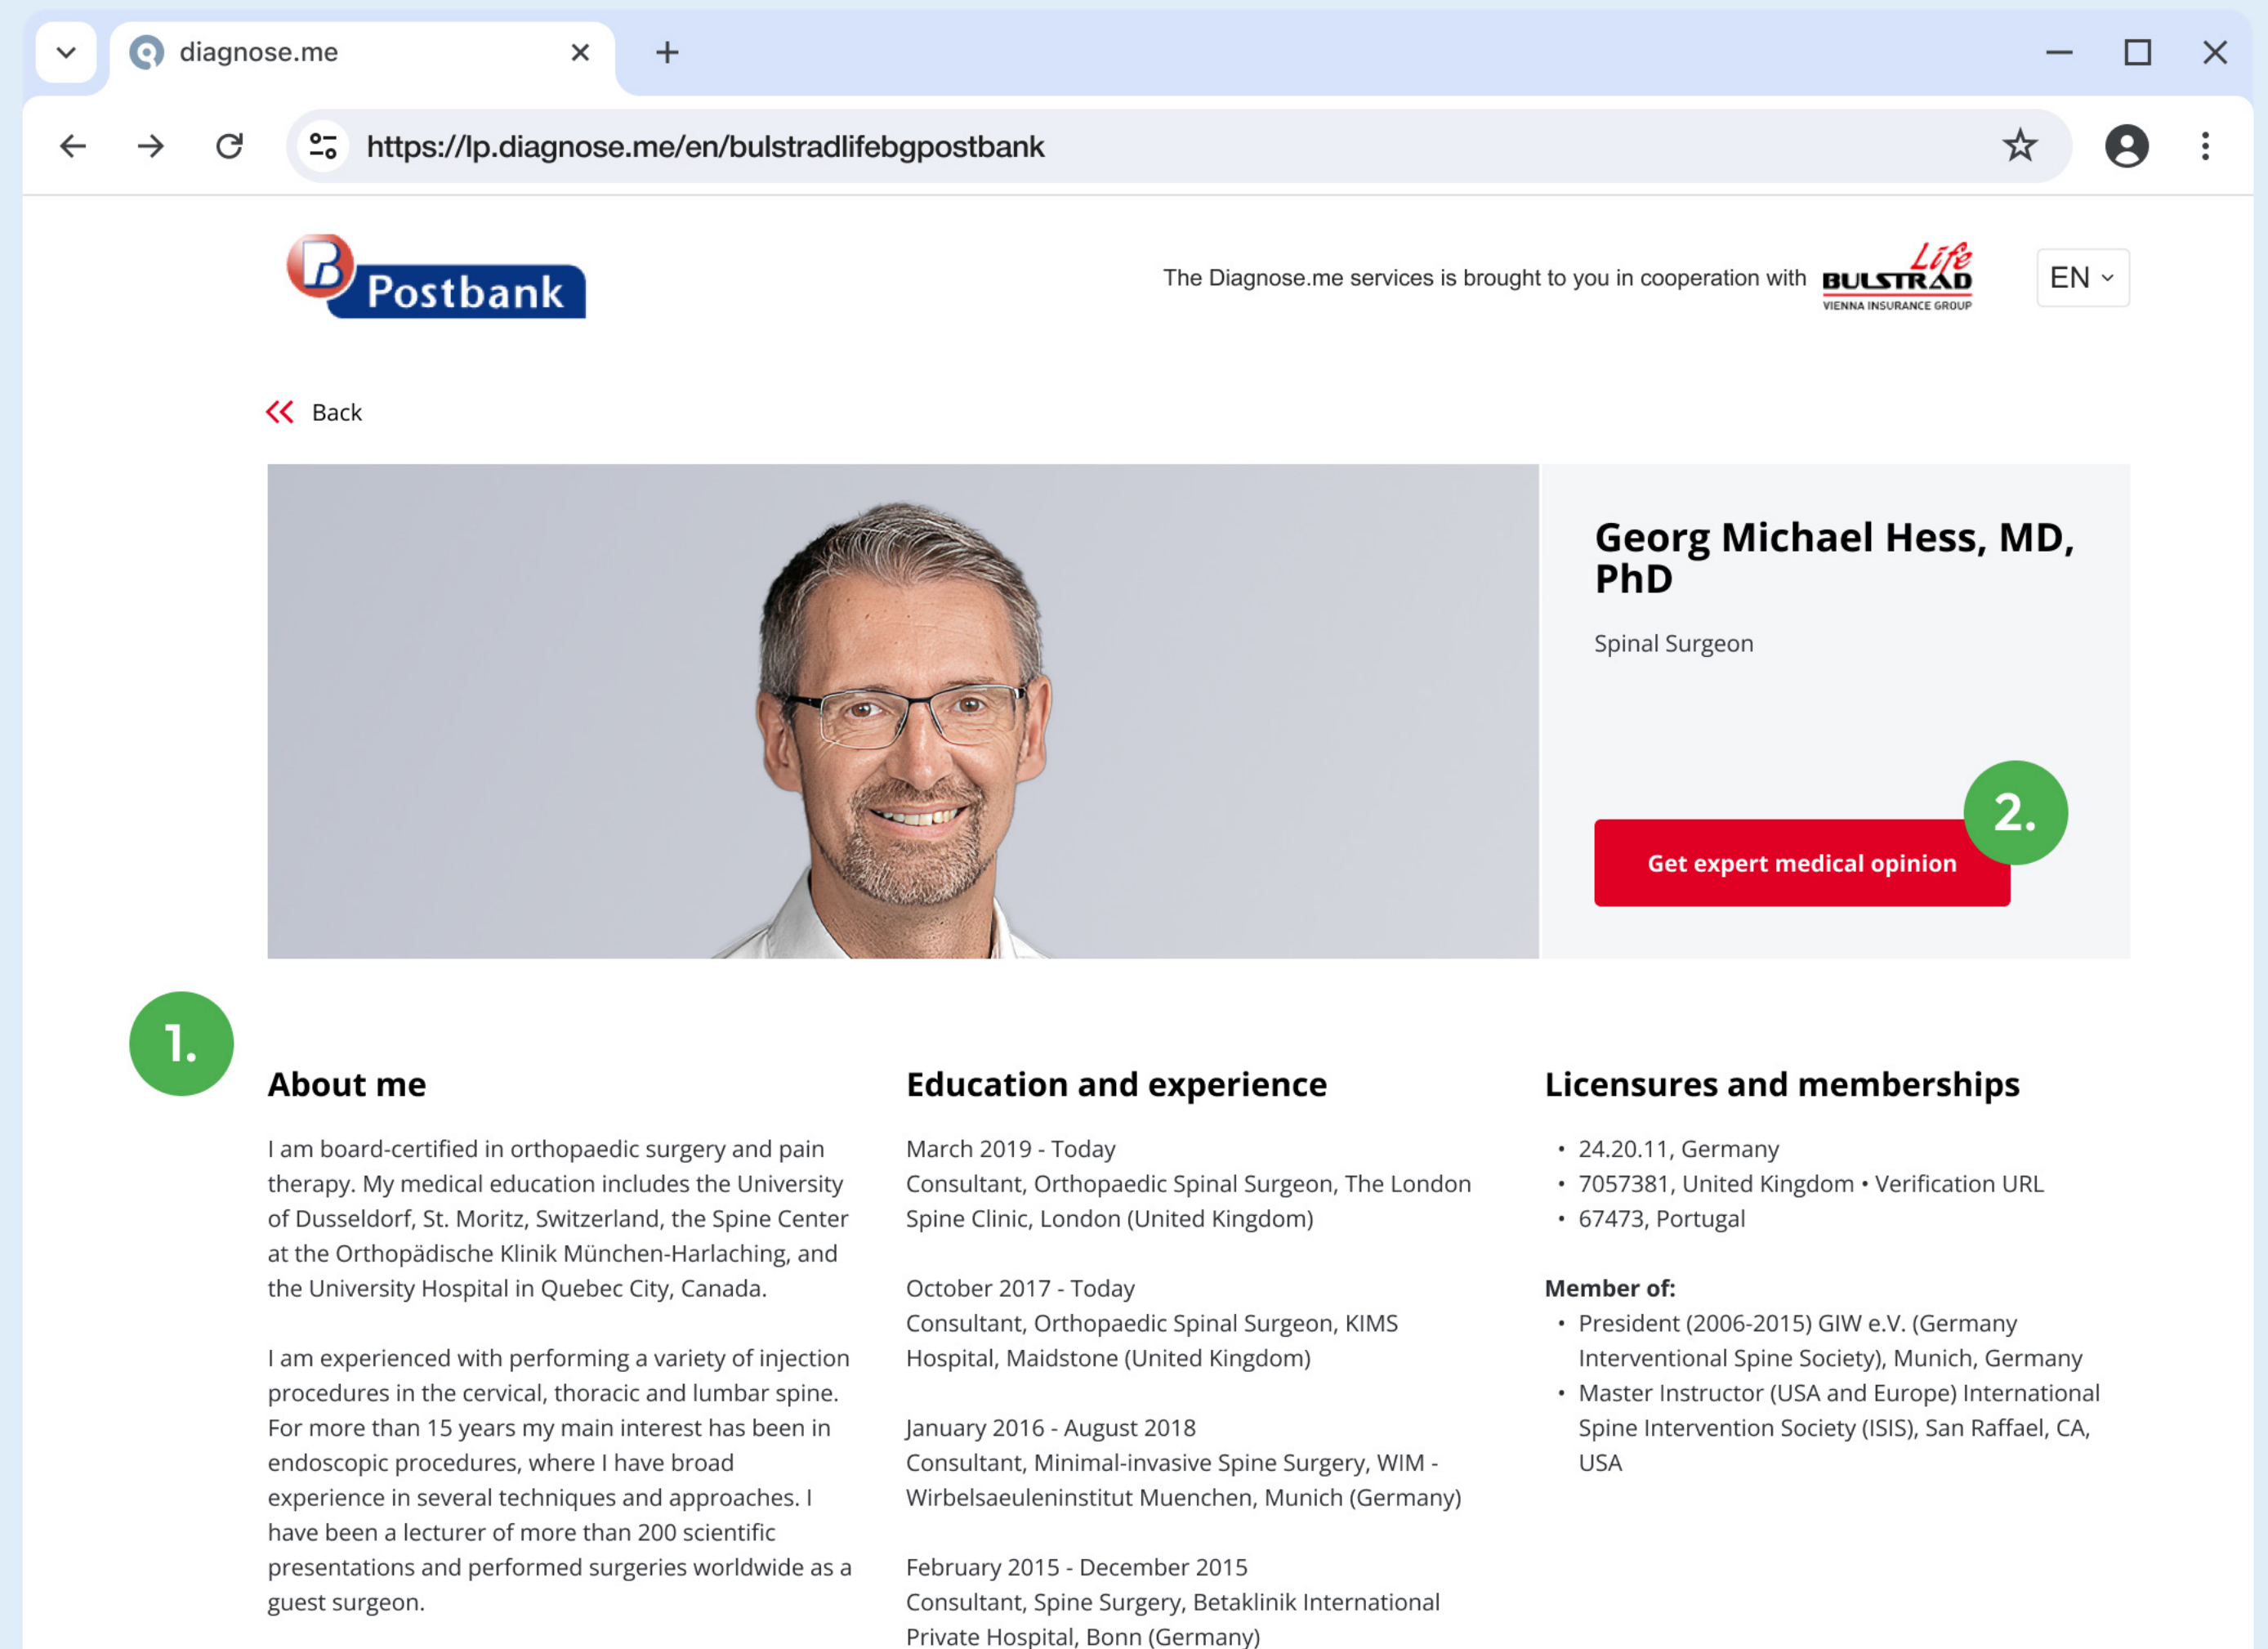 diagnose.me
https://lp.diagnose.me/en/bulstradlifebgpostbank
B Postbank
The Diagnose.me services is brought to you in cooperation with
Life
BULSTRAD
VIENNA INSURANCE GROUP
EN
Back
Georg Michael Hess, MD,
PhD
Spinal Surgeon
2.
Get expert medical opinion
1.
About me
I am board-certified in orthopaedic surgery and pain
therapy. My medical education includes the University
of Dusseldorf, St. Moritz, Switzerland, the Spine Center
at the Orthopädische Klinik München-Harlaching, and
the University Hospital in Quebec City, Canada.
I am experienced with performing a variety of injection
procedures in the cervical, thoracic and lumbar spine.
For more than 15 years my main interest has been in
endoscopic procedures, where I have broad
experience in several techniques and approaches. I
have been a lecturer of more than 200 scientific
presentations and performed surgeries worldwide as a
guest surgeon.
Education and experience
March 2019 - Today
Consultant, Orthopaedic Spinal Surgeon, The London
Spine Clinic, London (United Kingdom)
October 2017 - Today
Consultant, Orthopaedic Spinal Surgeon, KIMS
Hospital, Maidstone (United Kingdom)
January 2016 - August 2018
Consultant, Minimal-invasive Spine Surgery, WIM -
Wirbelsaeuleninstitut Muenchen, Munich (Germany)
February 2015 - December 2015
Consultant, Spine Surgery, Betaklinik International
Private Hospital, Bonn (Germany)
Licensures and memberships
• 24.20.11, Germany
• 7057381, United Kingdom • Verification URL
• 67473, Portugal
Member of:
• President (2006-2015) GIW e.V. (Germany
Interventional Spine Society), Munich, Germany
• Master Instructor (USA and Europe) International
Spine Intervention Society (ISIS), San Raffael, CA,
USA